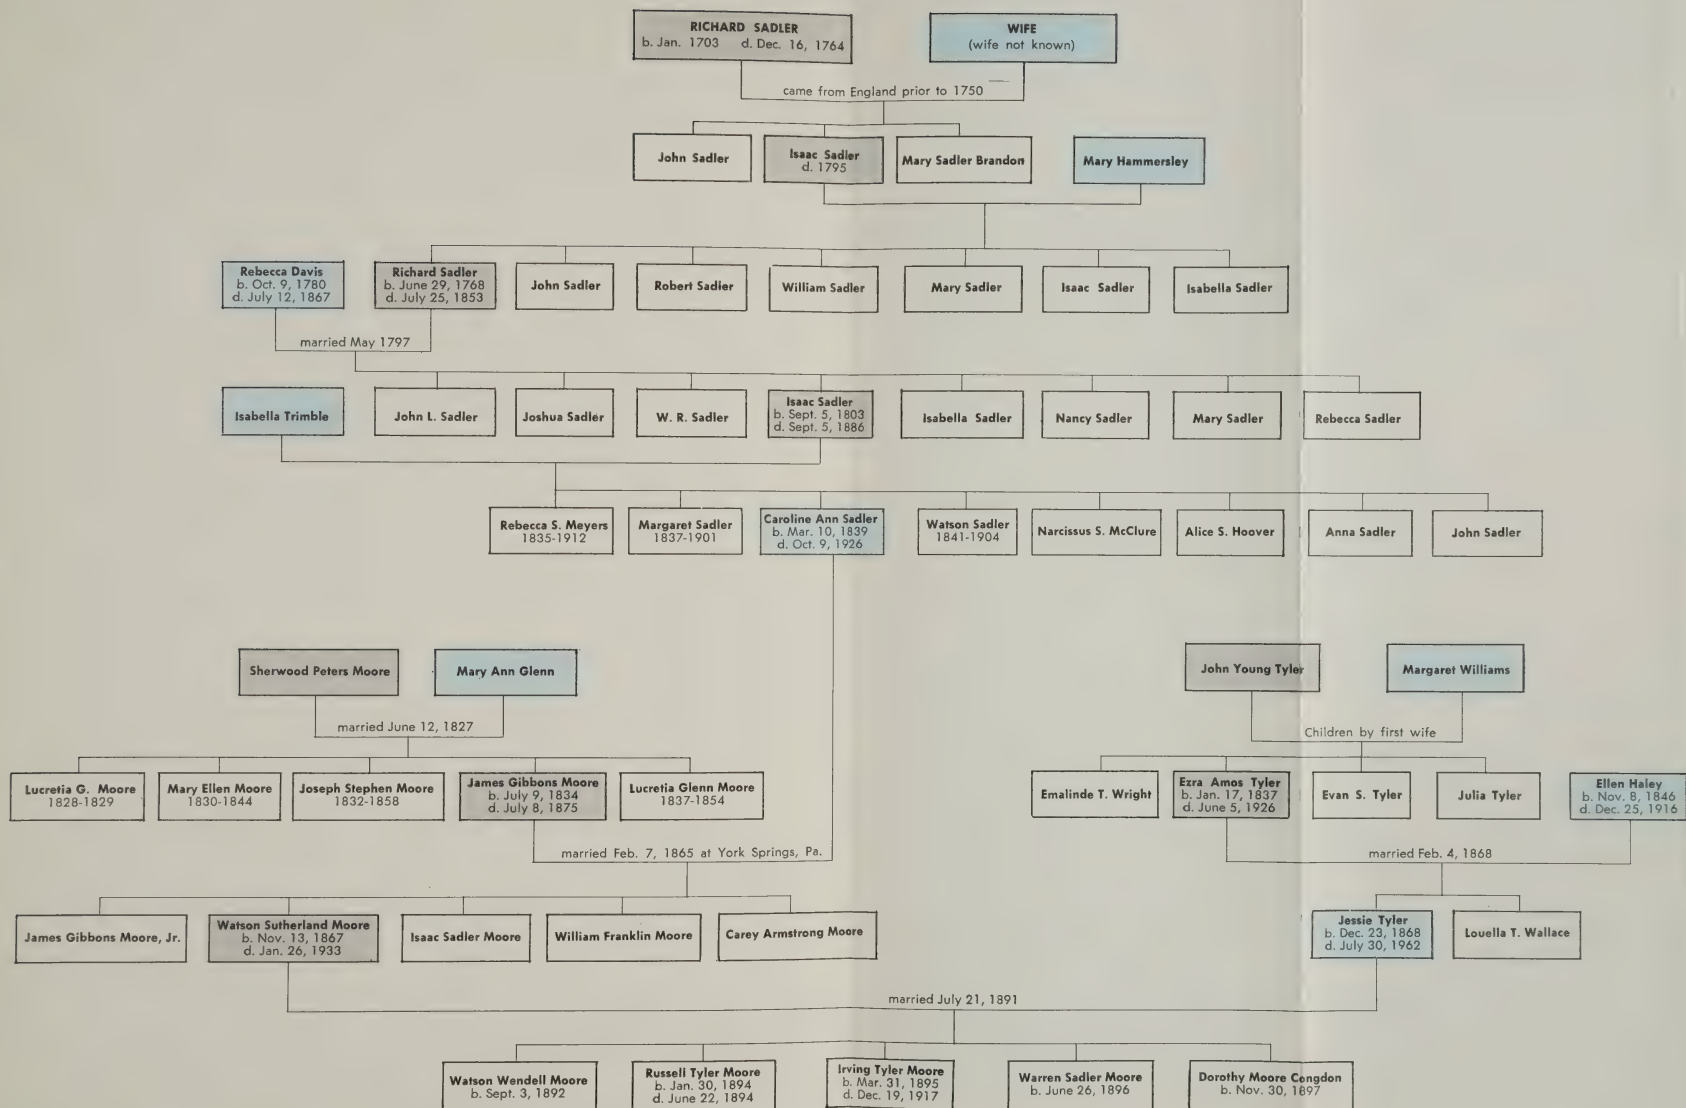 RICHARD SADLER
b. Jan. 1703 d. Dec. 16, 1764
WIFE
(wife not known)
came from England prior to 1750
John Sadler
Isaac Sadler
d. 1795
Mary Sadler Brandon
Mary Hammersley
Rebecca Davis
b. Oct. 9, 1780
d. July 12, 1867
Richard Sadler
b. June 29, 1768
d. July 25, 1853
John Sadler
Robert Sadler
William Sadler
Mary Sadler
Isaac Sadler
Isabella Sadler
married May 1797
Isabella Trimble
John L. Sadler
Joshua Sadler
W. R. Sadler
Isaac Sadler
b. Sept. 5, 1803
d. Sept. 5, 1886
Isabella Sadler
Nancy Sadler
Mary Sadler
Rebecca Sadler
Rebecca S. Meyers
1835-1912
Margaret Sadler
1837-1901
Caroline Ann Sadler
b. Mar. 10, 1839
d. Oct. 9, 1926
Watson Sadler
1841-1904
Narcissus S. McClure
Alice S. Hoover
Anna Sadler
John Sadler
Sherwood Peters Moore
Mary Ann Glenn
John Young Tyler
Margaret Williams
married June 12, 1827
Children by first wife
Lucretia G. Moore
1828-1829
Mary Ellen Moore
1830-1844
Joseph Stephen Moore
1832-1858
James Gibbons Moore
b. July 9, 1834
d. July 8, 1875
Lucretia Glenn Moore
1837-1854
Emalinde T. Wright
Ezra Amos Tyler
b. Jan. 17, 1837
d. June 5, 1926
Evan S. Tyler
Julia Tyler
Ellen Haley
b. Nov. 8, 1846
d. Dec. 25, 1916
married Feb. 7, 1865 at York Springs, Pa.
married Feb. 4, 1868
James Gibbons Moore, Jr.
Watson Sutherland Moore
b. Nov. 13, 1867
d. Jan. 26, 1933
Isaac Sadler Moore
William Franklin Moore
Carey Armstrong Moore
Jessie Tyler
b. Dec. 23, 1868
d. July 30, 1962
Louella T. Wallace
married July 21, 1891
Watson Wendell Moore
b. Sept. 3, 1892
Russell Tyler Moore
b. Jan. 30, 1894
d. June 22, 1894
Irving Tyler Moore
b. Mar. 31, 1895
d. Dec. 19, 1917
Warren Sadler Moore
b. June 26, 1896
Dorothy Moore Congdon
b. Nov. 30, 1897